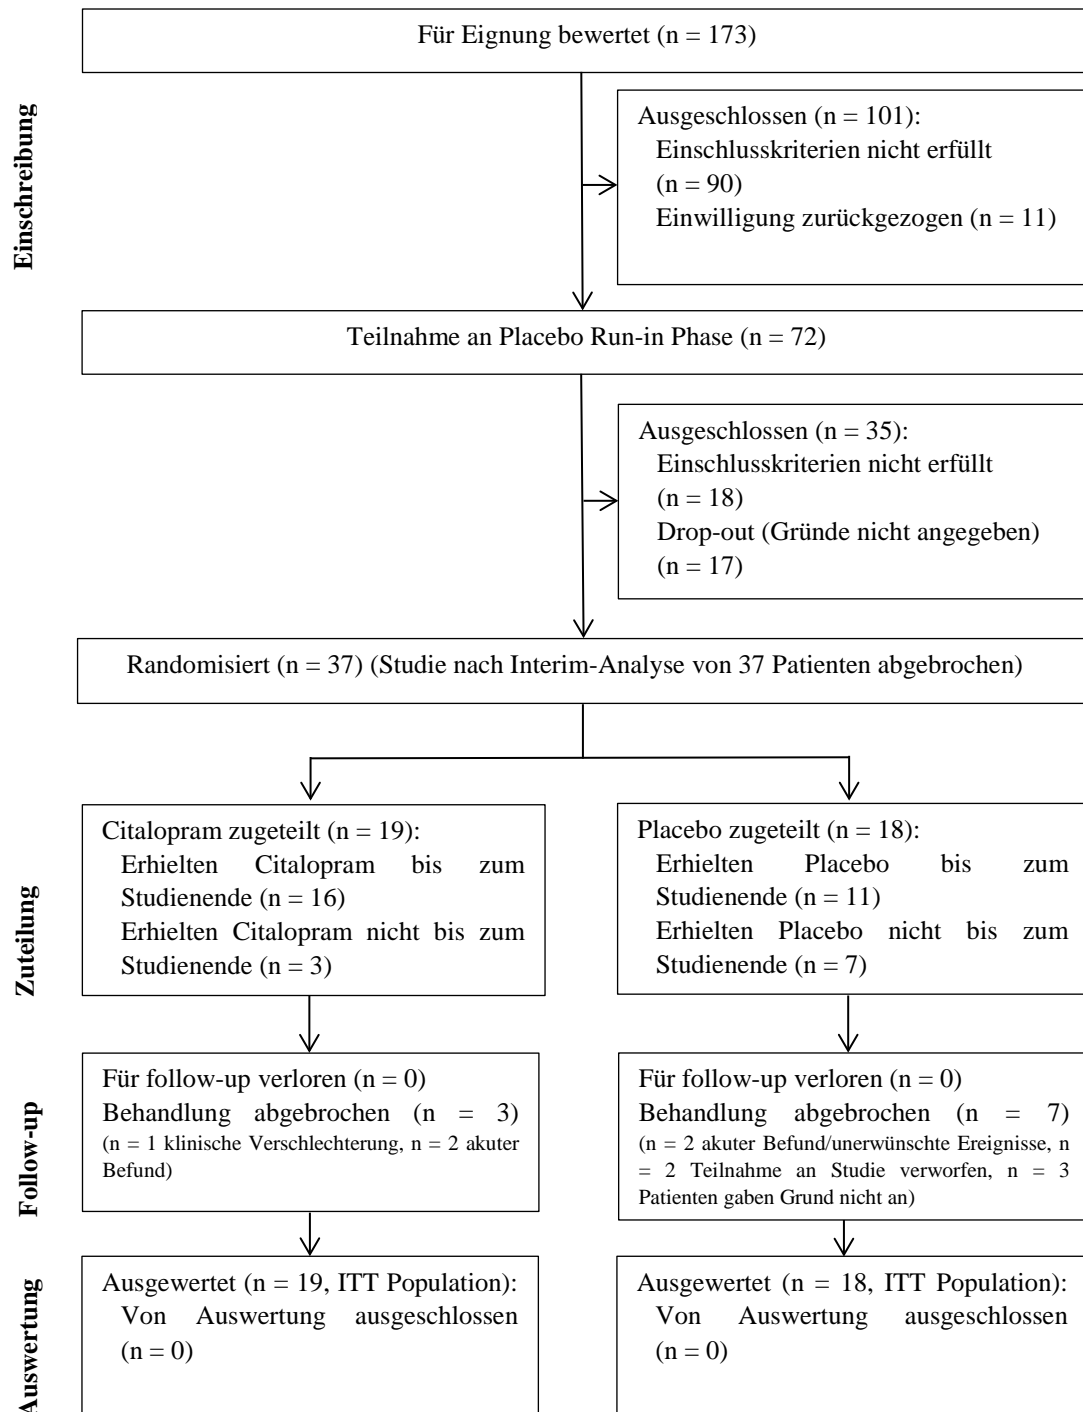 Für Eignung bewertet (n = 173)
Einschreibung
Ausgeschlossen (n = 101):
Einschlusskriterien nicht erfüllt
(n = 90)
Einwilligung zurückgezogen (n = 11)
Teilnahme an Placebo Run-in Phase (n = 72)
Ausgeschlossen (n = 35):
Einschlusskriterien nicht erfüllt
(n = 18)
Drop-out (Gründe nicht angegeben)
(n = 17)
Randomisiert (n = 37) (Studie nach Interim-Analyse von 37 Patienten abgebrochen)
Zuteilung
Citalopram zugeteilt (n = 19):
Erhielten Citalopram bis zum
Studienende (n = 16)
Erhielten Citalopram nicht bis zum
Studienende (n = 3)
Placebo zugeteilt (n = 18):
Erhielten Placebo bis zum
Studienende (n = 11)
Erhielten Placebo nicht bis zum
Studienende (n = 7)
Follow-up
Für follow-up verloren (n = 0)
Behandlung abgebrochen (n = 3)
(n = 1 klinische Verschlechterung, n = 2 akuter
Befund)
Für follow-up verloren (n = 0)
Behandlung abgebrochen (n = 7)
(n = 2 akuter Befund/unerwünschte Ereignisse, n
= 2 Teilnahme an Studie verworfen, n = 3
Patienten gaben Grund nicht an)
Auswertung
Ausgewertet (n = 19, ITT Population):
Von Auswertung ausgeschlossen
(n = 0)
Ausgewertet (n = 18, ITT Population):
Von Auswertung ausgeschlossen
(n = 0)